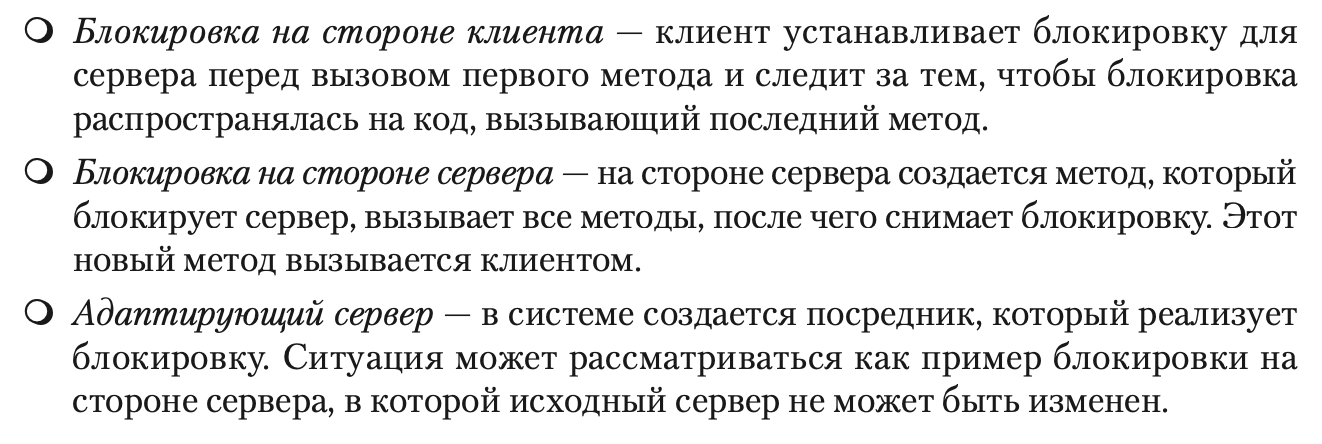 Блокировка на стороне клиента — клиент устанавливает блокировку для
сервера перед вызовом первого метода и следит за тем, чтобы блокировка
распространялась на код, вызывающий последний метод.
Блокировка на стороне сервера — на стороне сервера создается метод, который
блокирует сервер, вызывает все методы, после чего снимает блокировку. Этот
новый метод вызывается клиентом.
Адаптирующий сервер — в системе создается посредник, который реализует
блокировку. Ситуация может рассматриваться как пример блокировки на
стороне сервера, в которой исходный сервер не может быть изменен.